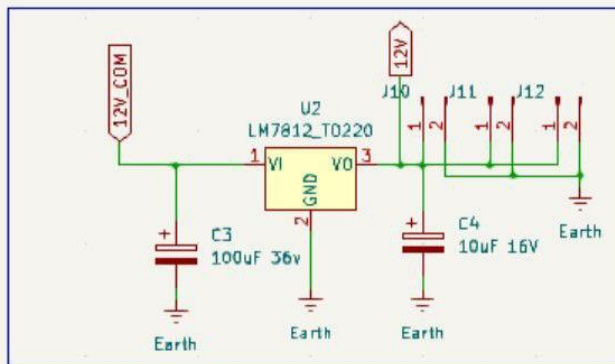 12V_COM
12V
J10
J11
J12
U2
LM7812_TO220
1
2
1
2
1
2
1
VI
VO
3
GND
2
C3
100uF 36v
C4
10uF 16V
Earth
Earth
Earth
Earth